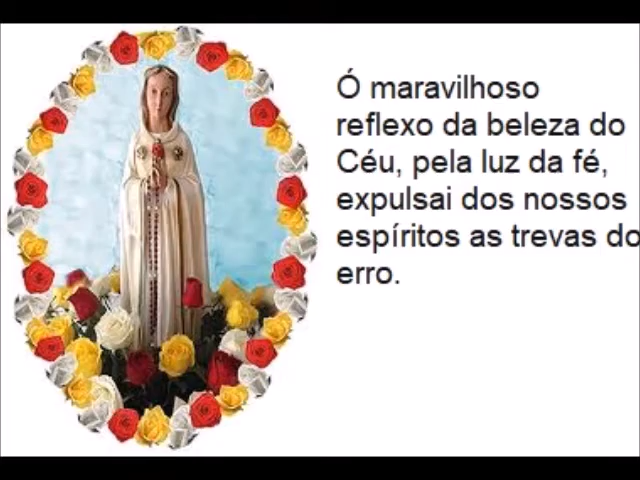 Ó maravilhoso
reflexo da beleza do
Céu, pela luz da fé,
expulsai dos nossos
espíritos as trevas do
erro.